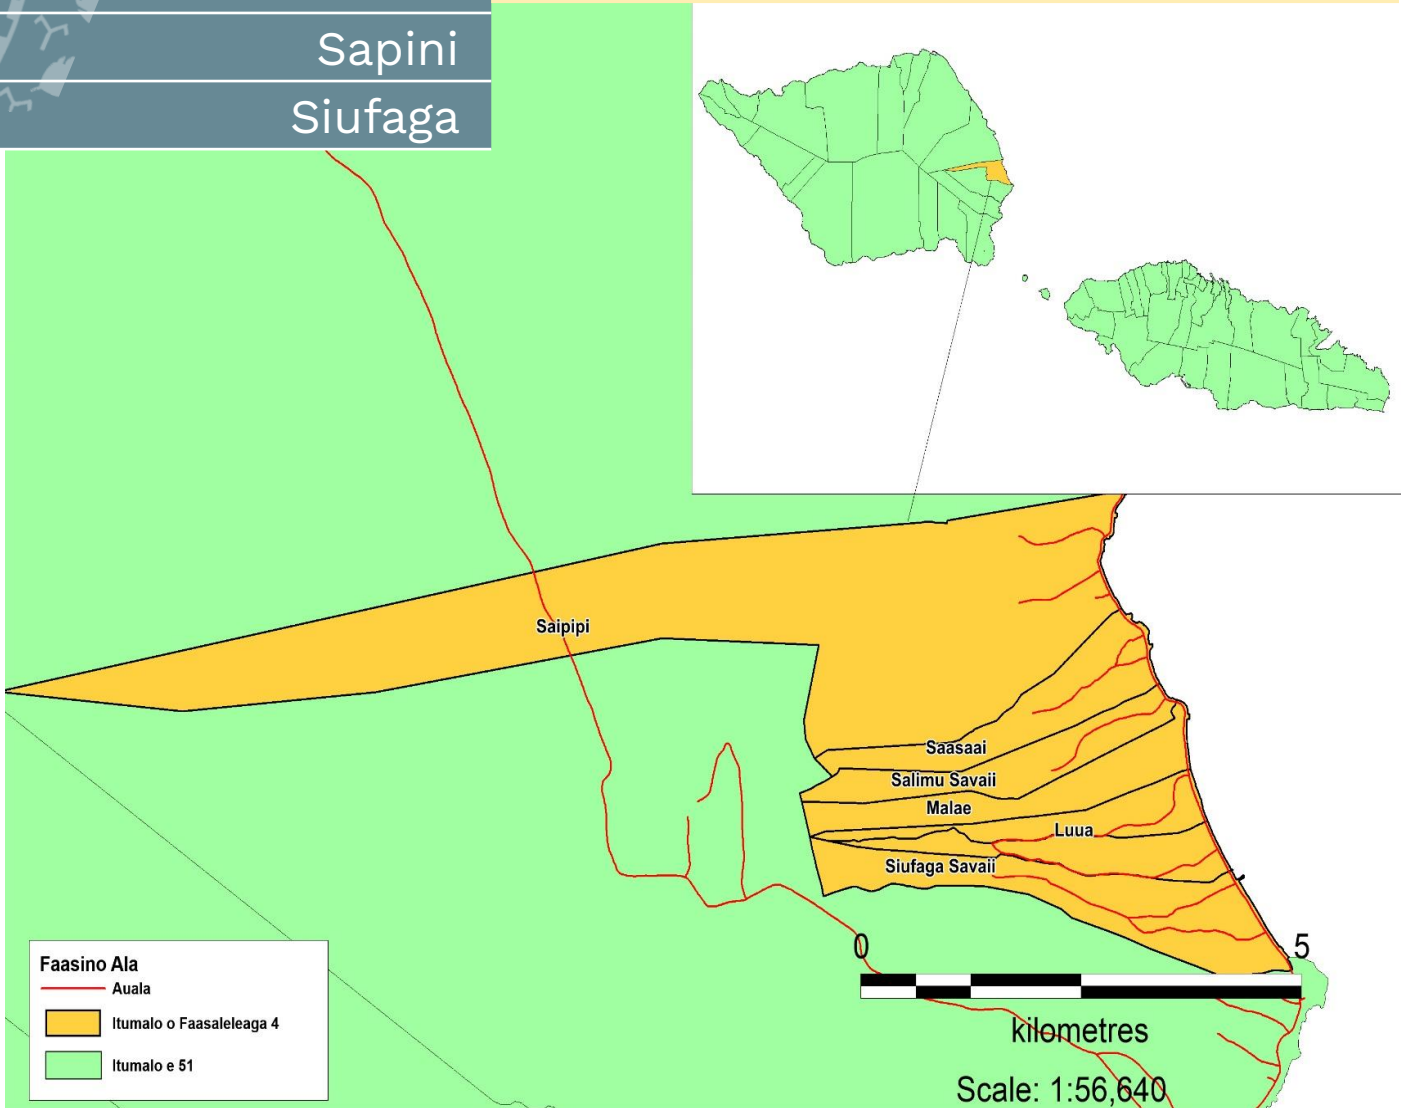 Sapini
Siufaga
Saipipi
Saasaai
Salimu Savaii
Malae
Luua
Siufaga Savaii
0 5
kilometres
Scale: 1:56,640
Faasino Ala
Auala
Itumalo o Faasaleleaga 4
Itumalo e 51